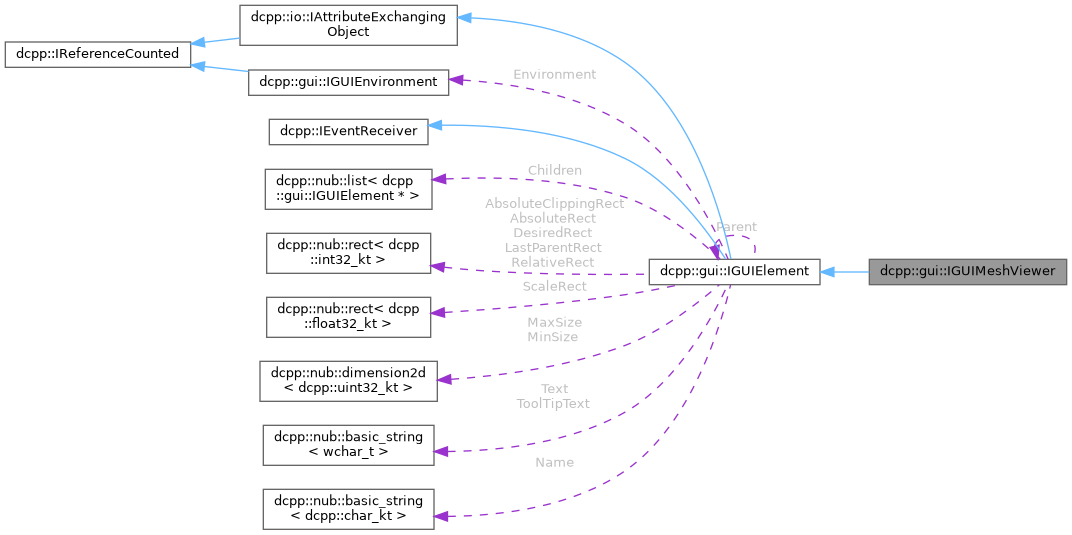 dcpp::io::IAttributeExchanging
Object
dcpp::IReferenceCounted
dcpp::gui::IGUIEnvironment
Environment
dcpp::IEventReceiver
Children
dcpp::nub::list< dcpp
::gui::IGUIElement * >
AbsoluteClippingRect
AbsoluteRect
DesiredRect
LastParentRect
RelativeRect
Parent
dcpp::nub::rect< dcpp
::int32_kt >
dcpp::gui::IGUIElement
dcpp::gui::IGUIMeshViewer
ScaleRect
dcpp::nub::rect< dcpp
::float32_kt >
MaxSize
MinSize
dcpp::nub::dimension2d
< dcpp::uint32_kt >
Text
ToolTipText
dcpp::nub::basic_string
< wchar_t >
Name
dcpp::nub::basic_string
< dcpp::char_kt >